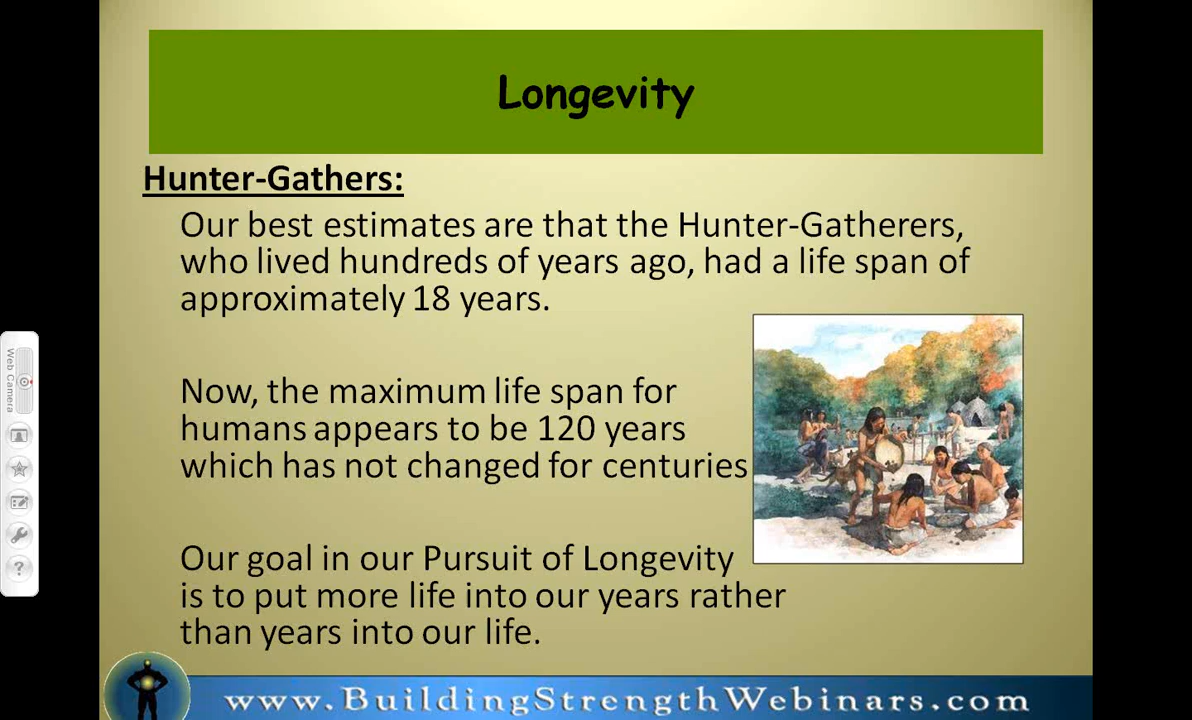 Longevity
Hunter-Gathers:
Our best estimates are that the Hunter-Gatherers,
who lived hundreds of years ago, had a life span of
approximately 18 years.
Now, the maximum life span for
humans appears to be 120 years
which has not changed for centuries
Our goal in our Pursuit of Longevity
is to put more life into our years rather
than years into our life.
www.BuildingStrengthWebinars.com
Web Camera
?